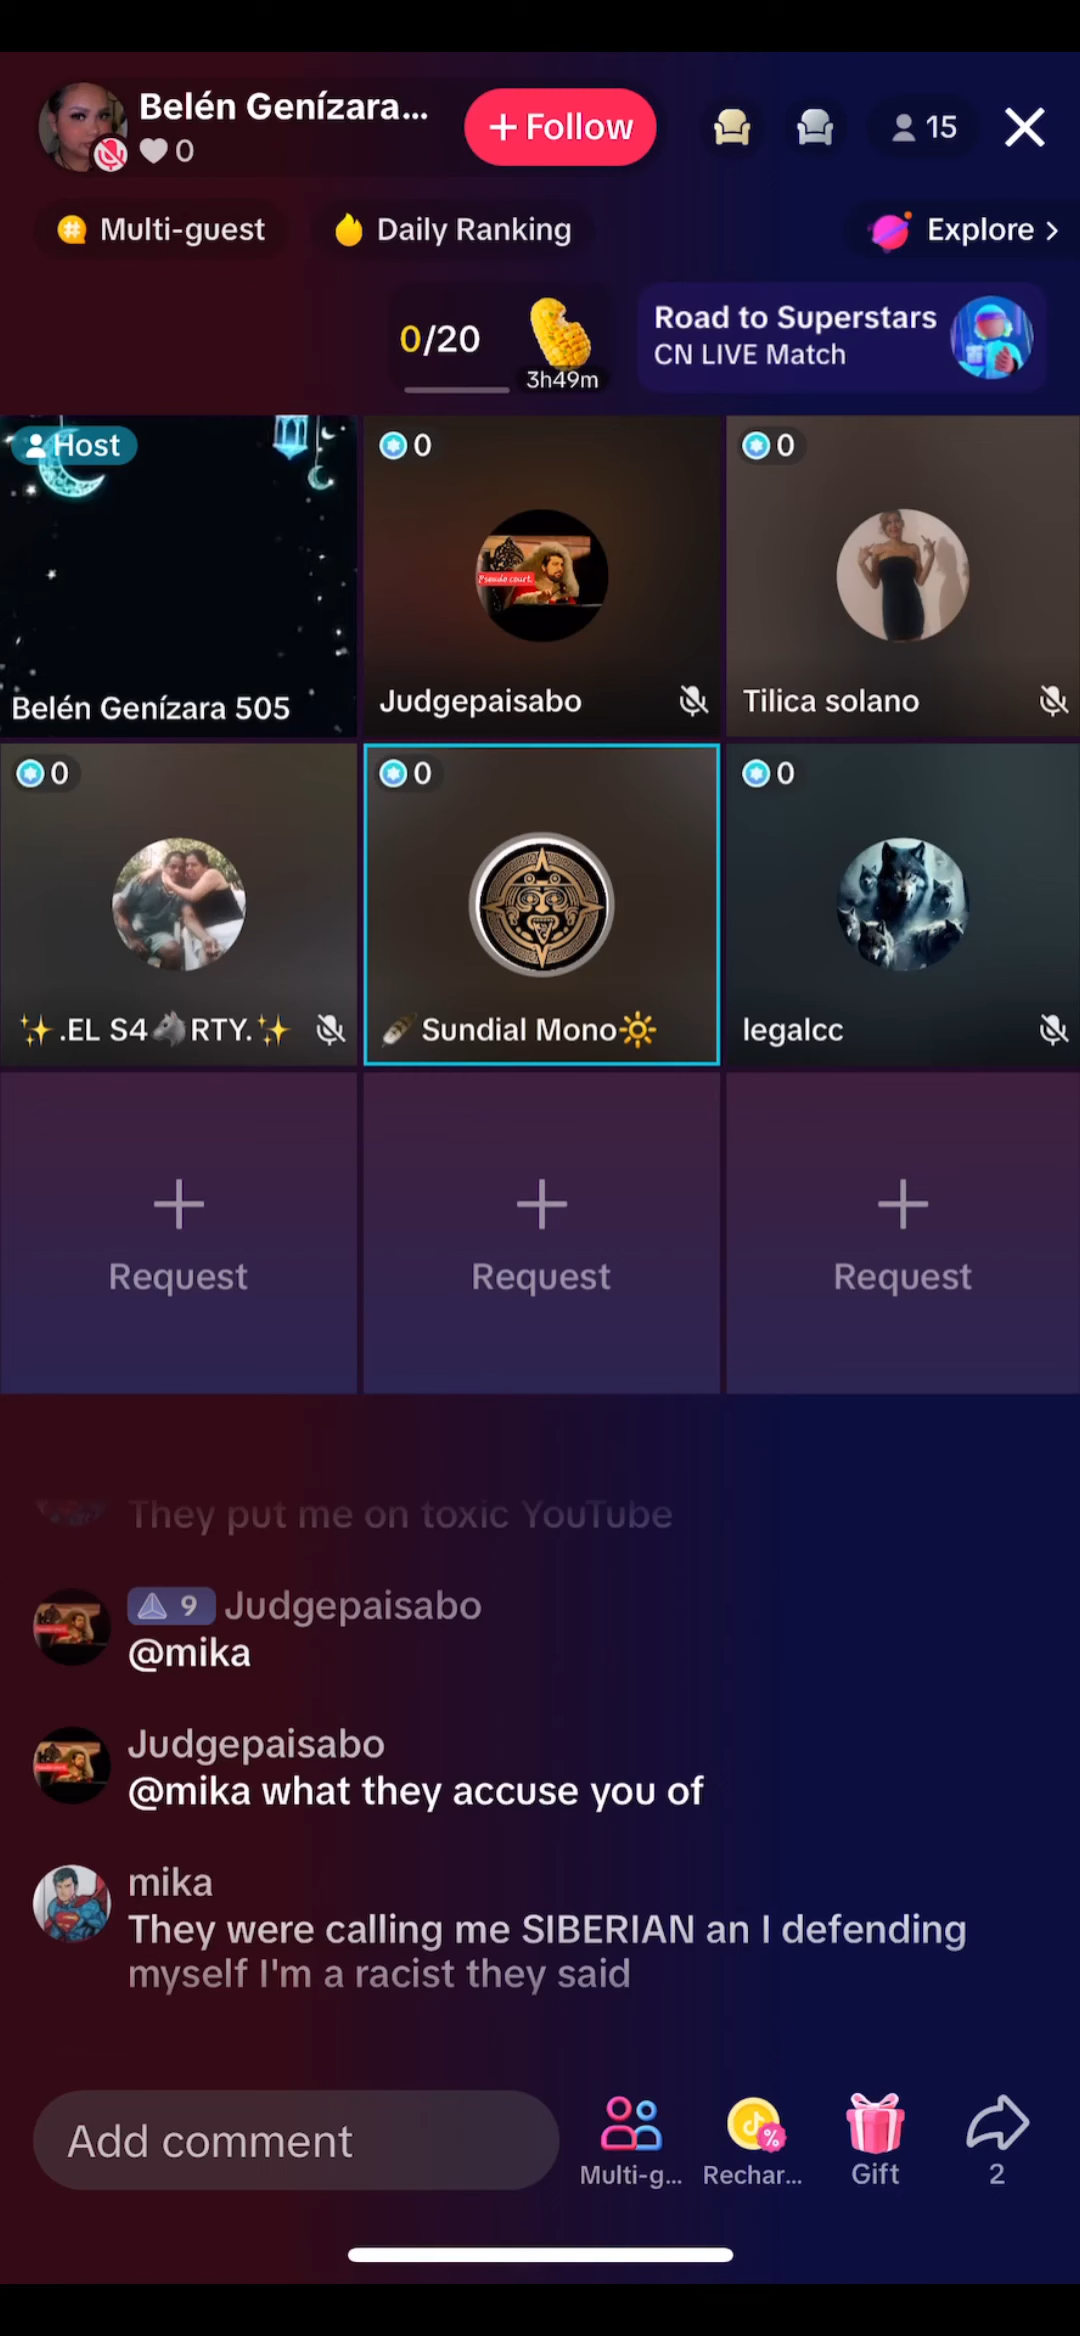 Belén Genízara...
0
+ Follow
15
Multi-guest
Daily Ranking
Explore >
0/20
3h49m
Road to Superstars
CN LIVE Match
Host
Belén Genízara 505
0
Pseudo court.
Judgepaisabo
0
Tilica solano
0
✨.EL S4🐴RTY.✨
0
🪶 Sundial Mono🔆
0
legalcc
Request
Request
Request
They put me on toxic YouTube
9 Judgepaisabo
@mika
Judgepaisabo
@mika what they accuse you of
mika
They were calling me SIBERIAN an I defending
myself I'm a racist they said
Add comment
Multi-g...
Rechar...
Gift
2